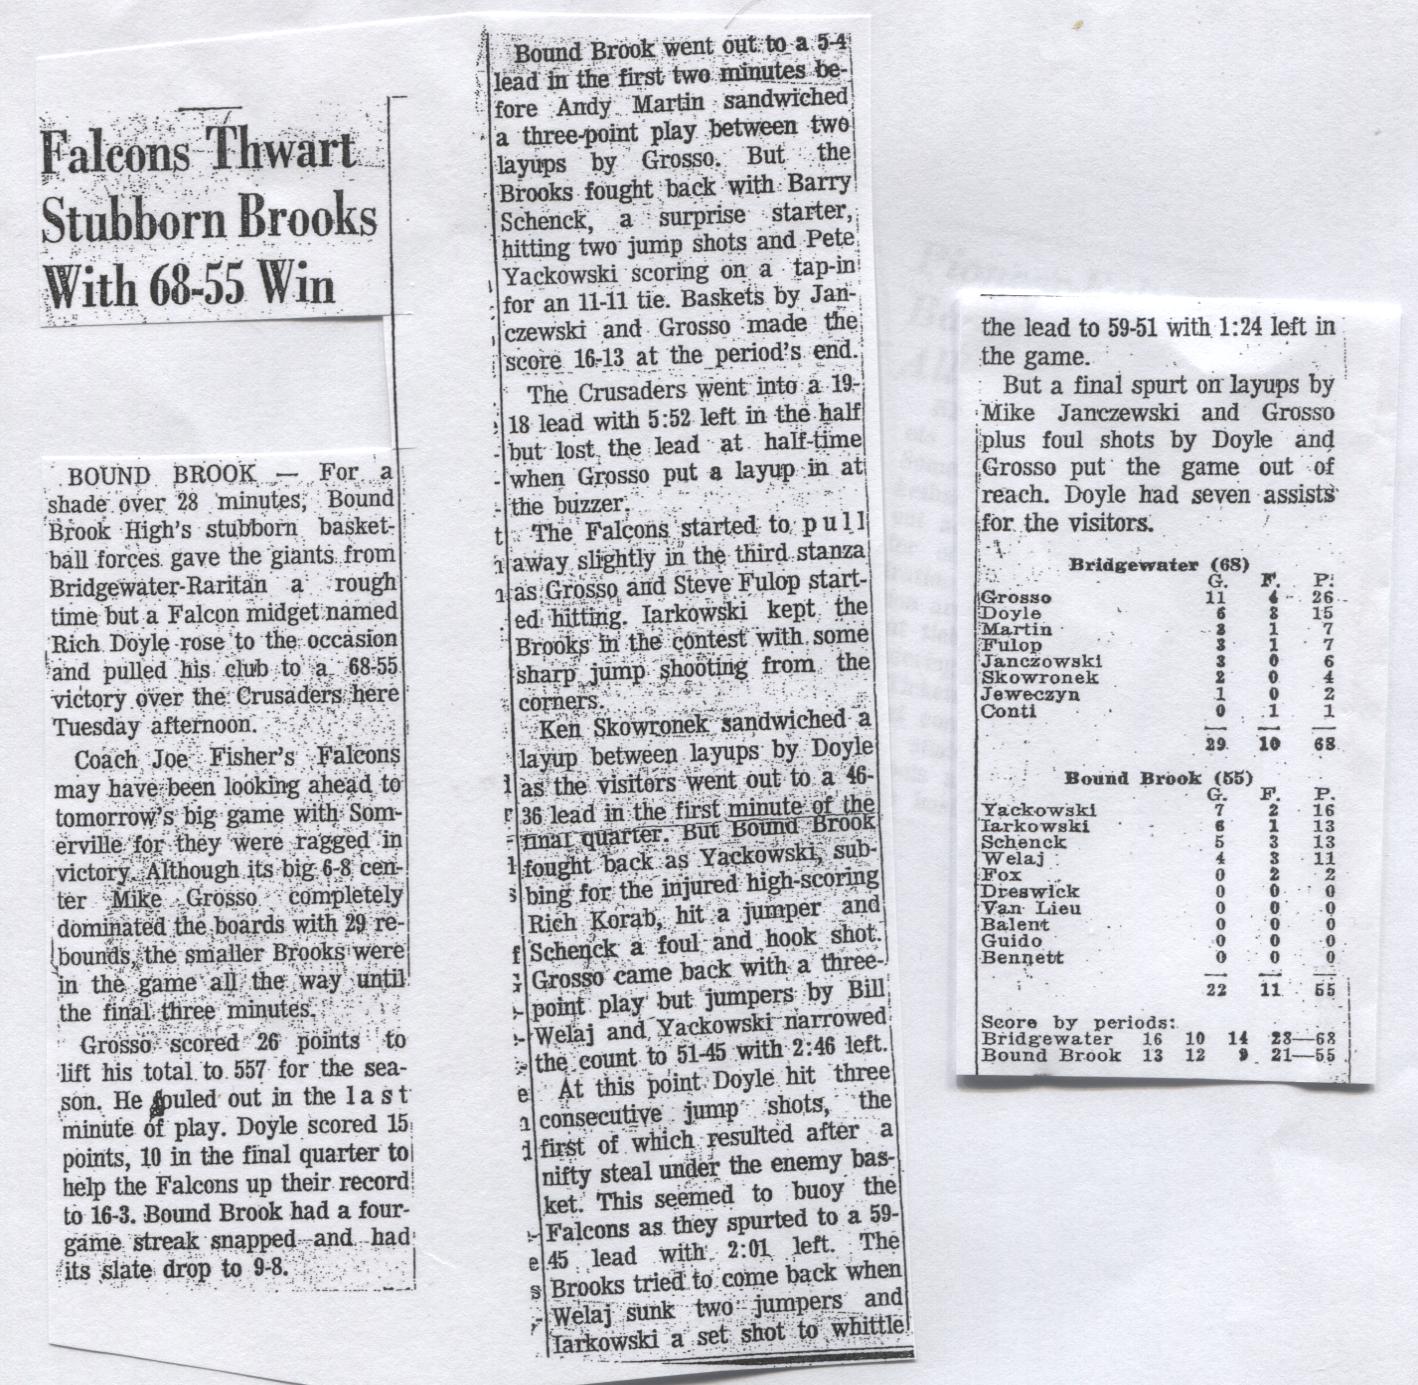 Falcons Thwart
Stubborn Brooks
With 68-55 Win
BOUND BROOK — For a
shade over 28 minutes, Bound
Brook High's stubborn basket-
ball forces gave the giants from
Bridgewater-Raritan a rough
time but a Falcon midget named
Rich Doyle rose to the occasion
and pulled his club to a 68-55
victory over the Crusaders here
Tuesday afternoon.
Coach Joe Fisher's Falcons
may have been looking ahead to
tomorrow's big game with Som-
erville for they were ragged in
victory. Although its big 6-8 cen-
ter Mike Grosso completely
dominated the boards with 29 re-
bounds, the smaller Brooks were
in the game all the way until
the final three minutes.
Grosso scored 26 points to
lift his total to 557 for the sea-
son. He fouled out in the last
minute of play. Doyle scored 15
points, 10 in the final quarter to
help the Falcons up their record
to 16-3. Bound Brook had a four-
game streak snapped and had
its slate drop to 9-8.
Bound Brook went out to a 5-4
lead in the first two minutes be-
fore Andy Martin sandwiched
a three-point play between two
layups by Grosso. But the
Brooks fought back with Barry
Schenck, a surprise starter,
hitting two jump shots and Pete
Yackowski scoring on a tap-in
for an 11-11 tie. Baskets by Jan-
czewski and Grosso made the
score 16-13 at the period's end.
The Crusaders went into a 19-
18 lead with 5:52 left in the half
but lost the lead at half-time
when Grosso put a layup in at
the buzzer.
The Falcons started to pull
away slightly in the third stanza
as Grosso and Steve Fulop start-
ed hitting. Iarkowski kept the
Brooks in the contest with some
sharp jump shooting from the
corners.
Ken Skowronek sandwiched a
layup between layups by Doyle
as the visitors went out to a 46-
36 lead in the first minute of the
final quarter. But Bound Brook
fought back as Yackowski, sub-
bing for the injured high-scoring
Rich Korab, hit a jumper and
Schenck a foul and hook shot.
Grosso came back with a three-
point play but jumpers by Bill
Welaj and Yackowski narrowed
the count to 51-45 with 2:46 left.
At this point Doyle hit three
consecutive jump shots, the
first of which resulted after a
nifty steal under the enemy bas-
ket. This seemed to buoy the
Falcons as they spurted to a 59-
45 lead with 2:01 left. The
Brooks tried to come back when
Welaj sunk two jumpers and
Iarkowski a set shot to whittle
the lead to 59-51 with 1:24 left in
the game.
But a final spurt on layups by
Mike Janczewski and Grosso
plus foul shots by Doyle and
Grosso put the game out of
reach. Doyle had seven assists
for the visitors.
Bridgewater (68)
G. F. P.
Grosso 11 4 26
Doyle 6 3 15
Martin 3 1 7
Fulop 3 1 7
Janczowski 3 0 6
Skowronek 2 0 4
Jeweczyn 1 0 2
Conti 0 1 1
29 10 68
Bound Brook (55)
G. F. P.
Yackowski 7 2 16
Iarkowski 6 1 13
Schenck 5 3 13
Welaj 4 3 11
Fox 0 2 2
Dreswick 0 0 0
Van Lieu 0 0 0
Balent 0 0 0
Guido 0 0 0
Bennett 0 0 0
22 11 55
Score by periods:
Bridgewater 16 10 14 28—68
Bound Brook 13 12 9 21—55